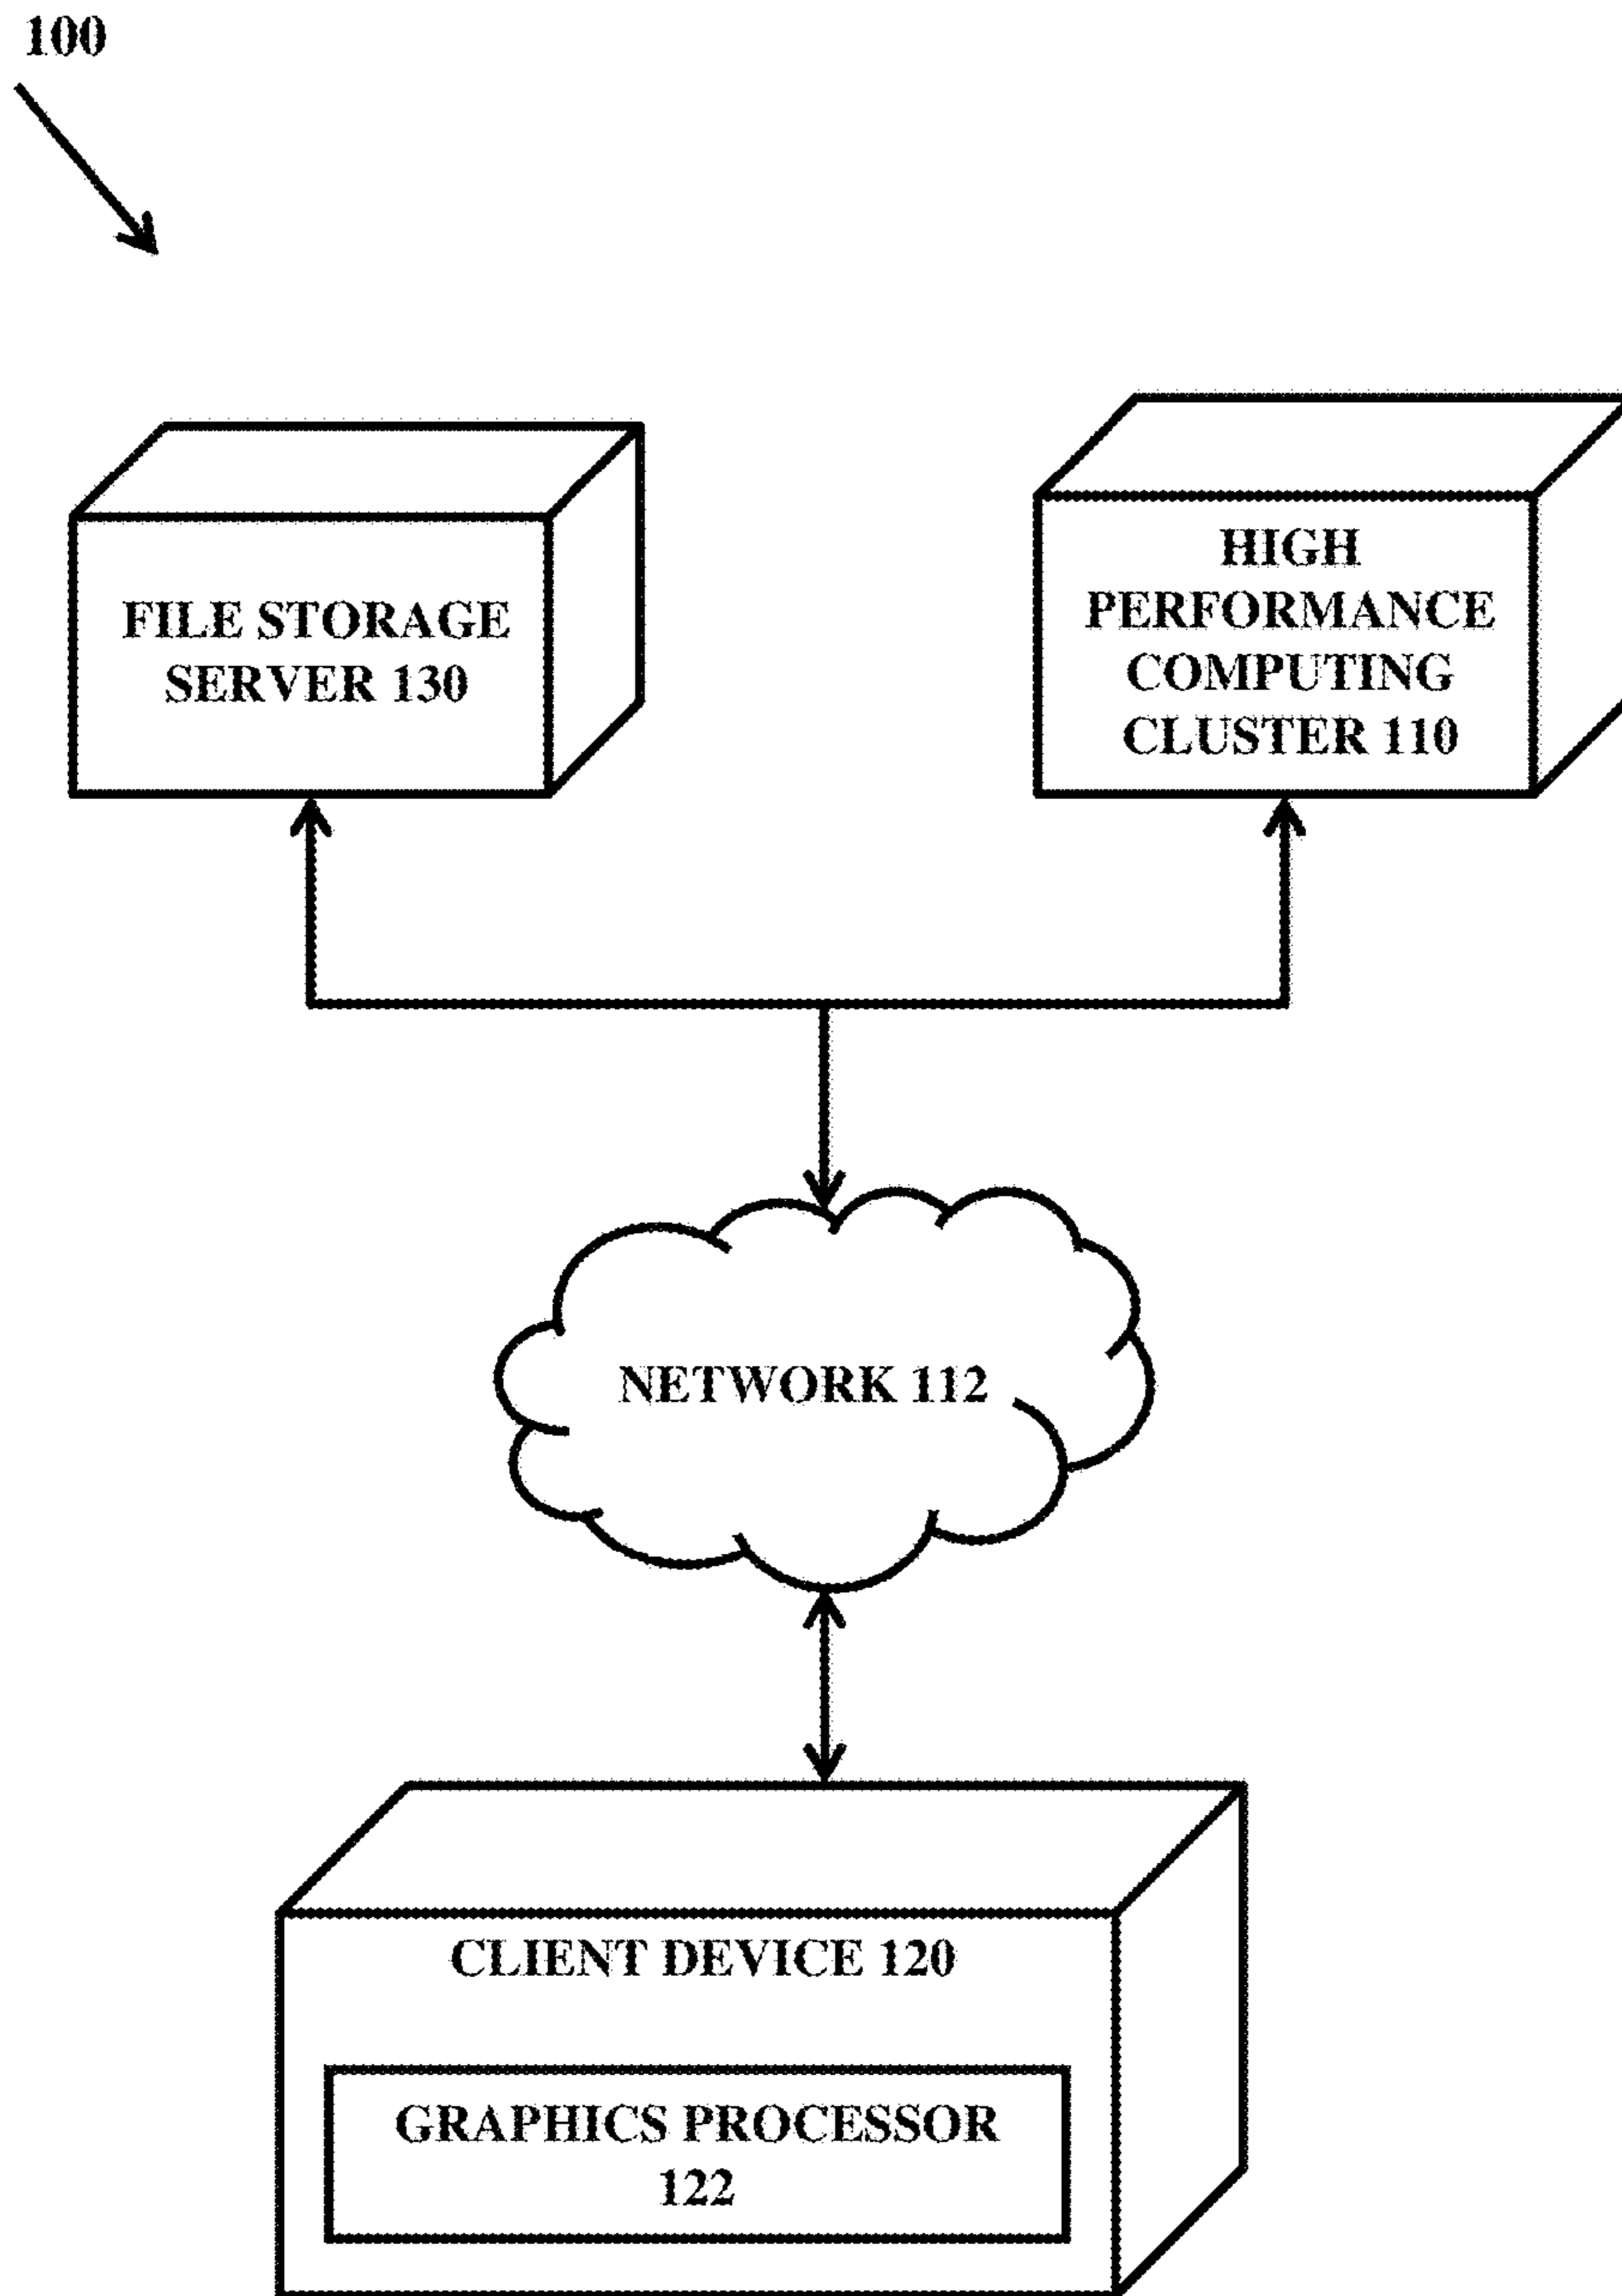 100
FILE STORAGE
SERVER 130
HIGH
PERFORMANCE
COMPUTING
CLUSTER 110
NETWORK 112
CLIENT DEVICE 120
GRAPHICS PROCESSOR
122